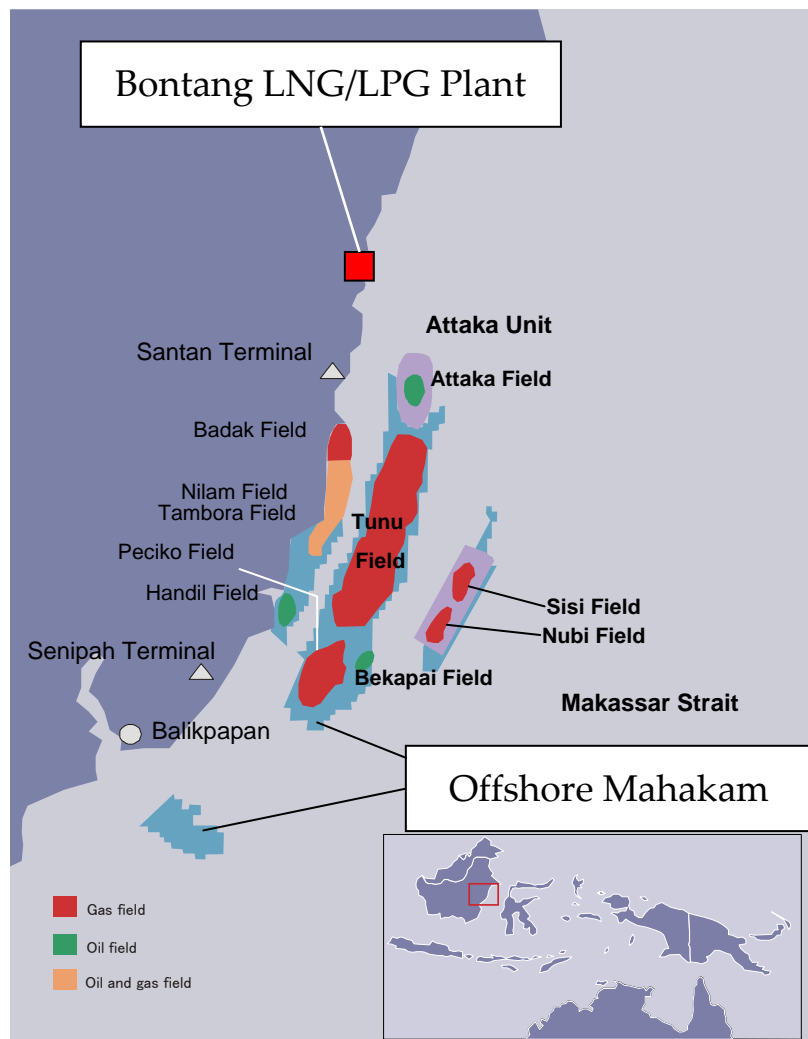 Bontang LNG/LPG Plant
Attaka Unit
Santan Terminal
Attaka Field
Badak Field
Nilam Field
Tambora Field
Tunu
Field
Peciko Field
Handil Field
Sisi Field
Nubi Field
Senipah Terminal
Bekapai Field
Makassar Strait
Balikpapan
Offshore Mahakam
Gas field
Oil field
Oil and gas field